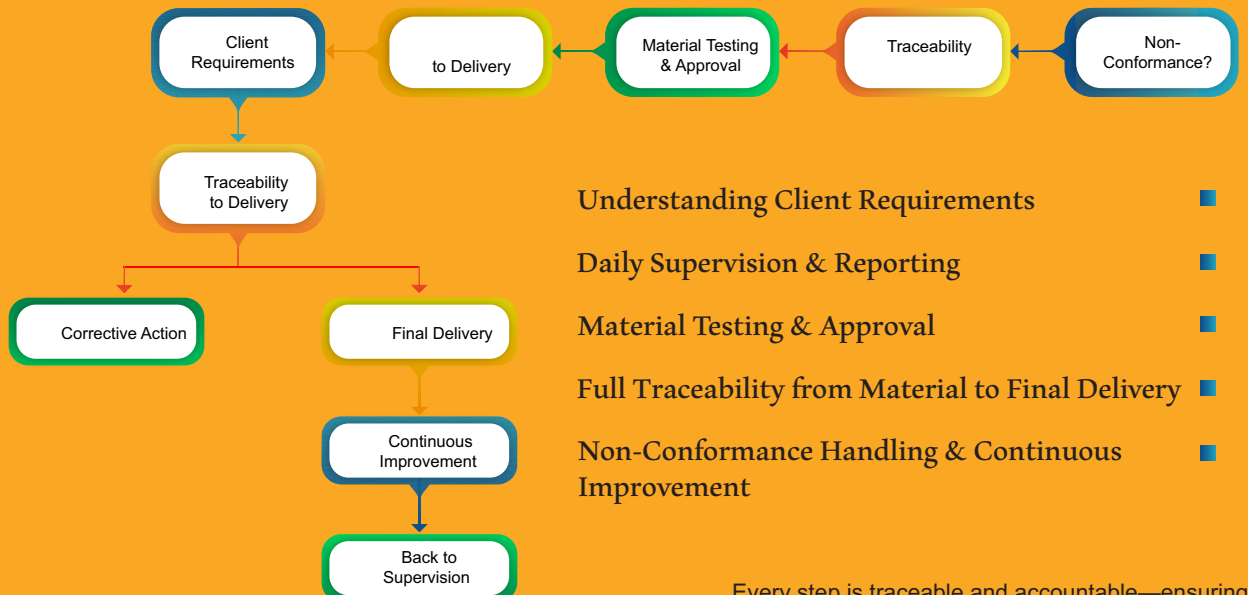 Client
Requirements
to Delivery
Material Testing
& Approval
Traceability
Non-
Conformance?
Traceability
to Delivery
Corrective Action
Final Delivery
Continuous
Improvement
Back to
Supervision
Understanding Client Requirements
Daily Supervision & Reporting
Material Testing & Approval
Full Traceability from Material to Final Delivery
Non-Conformance Handling & Continuous
Improvement
Every step is traceable and accountable—ensuring